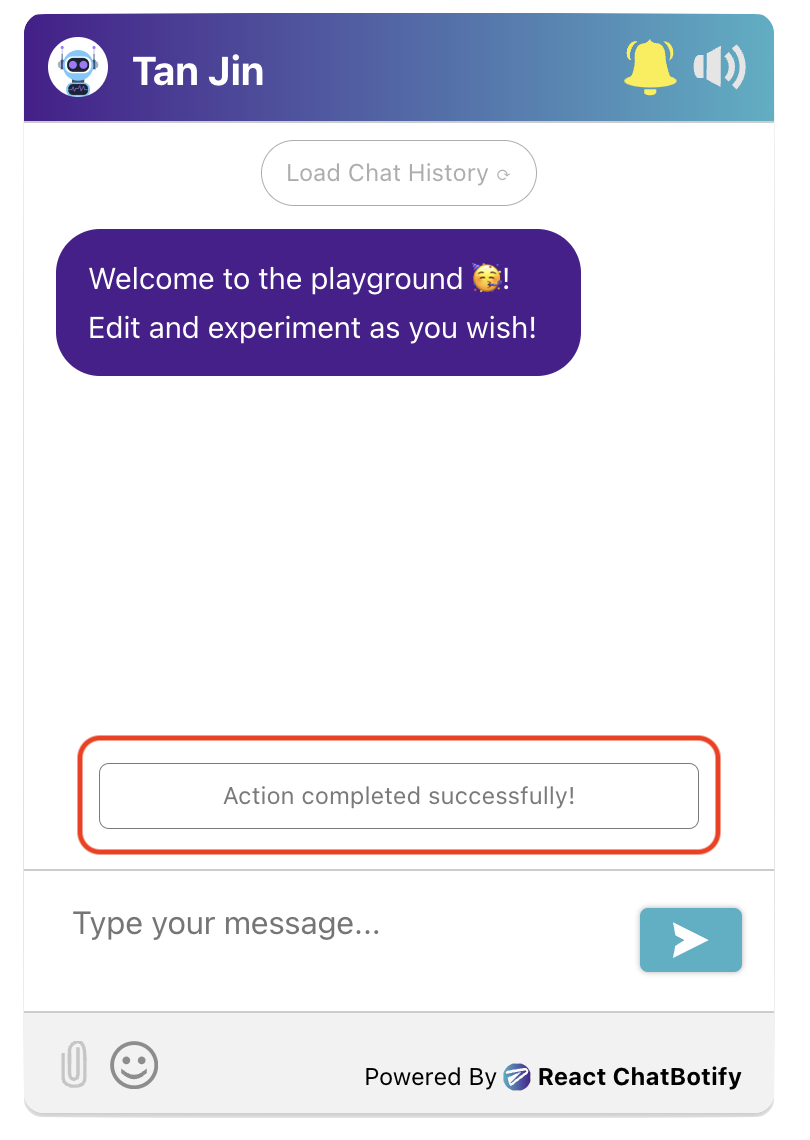 Tan Jin
Load Chat History ⟳
Welcome to the playground 🥳!
Edit and experiment as you wish!
Action completed successfully!
Type your message...
Powered By React ChatBotify